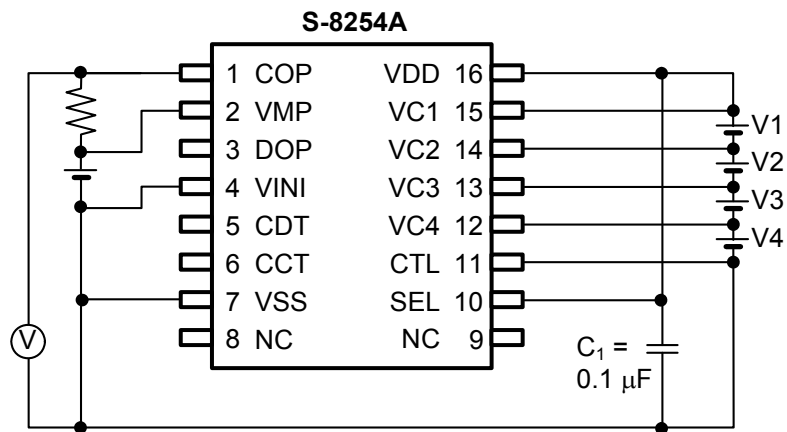 S-8254A
1 COP VDD 16
2 VMP VC1 15
3 DOP VC2 14
4 VINI VC3 13
5 CDT VC4 12
6 CCT CTL 11
7 VSS SEL 10
8 NC NC 9
V1
V2
V3
V4
V
C₁ =
0.1 μF